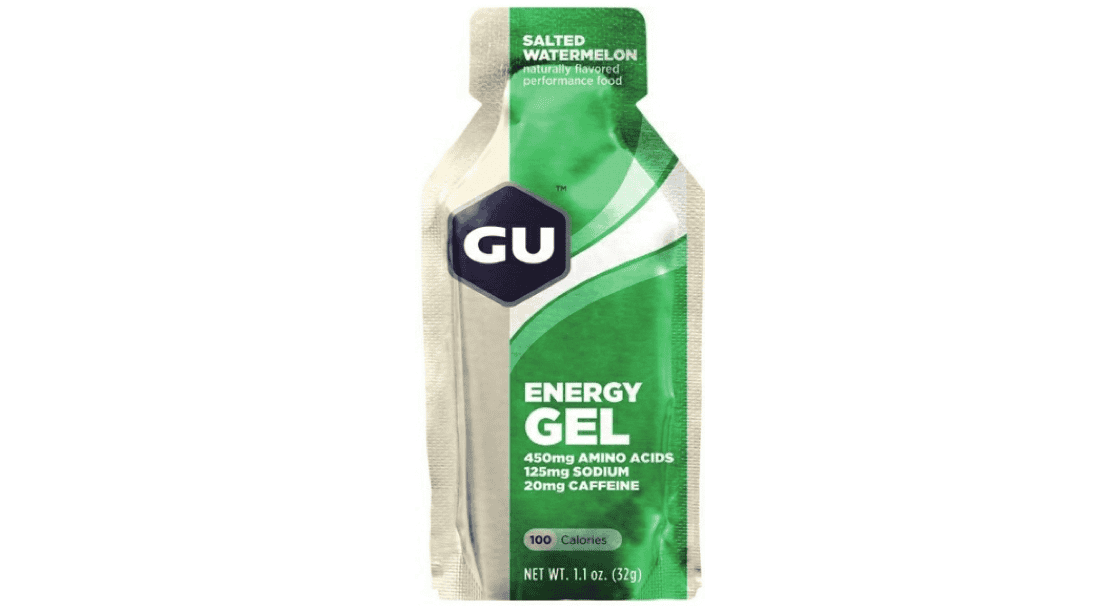 SALTED
WATERMELON
naturally flavored
performance food
™
GU
ENERGY
GEL
450mg AMINO ACIDS
125mg SODIUM
20mg CAFFEINE
100 Calories
NET WT. 1.1 oz. (32g)